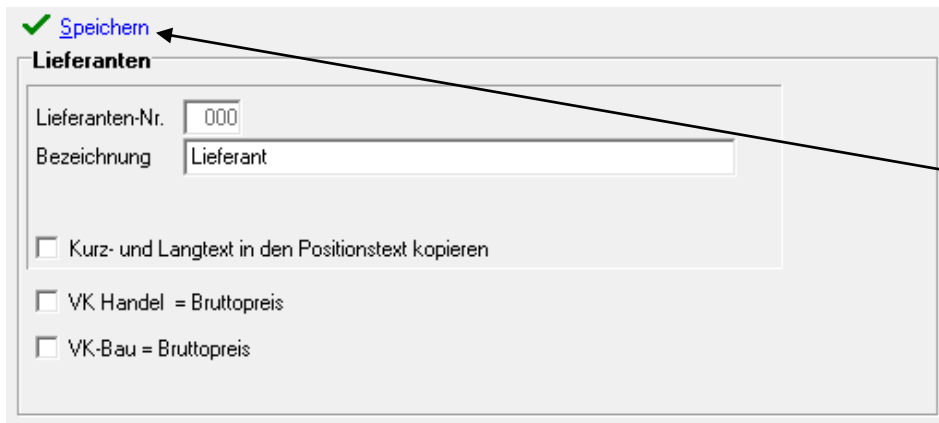 Speichern
Lieferanten
Lieferanten-Nr. 000
Bezeichnung Lieferant
Kurz- und Langtext in den Positionstext kopieren
VK Handel = Bruttopreis
VK-Bau = Bruttopreis